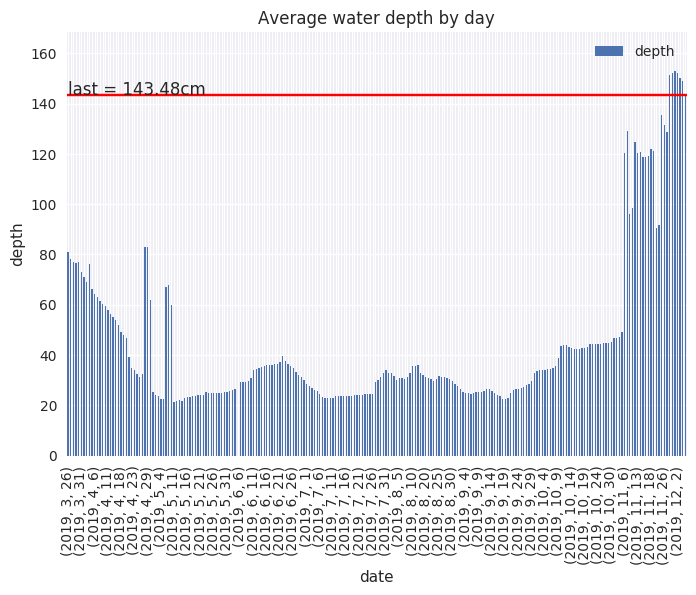 Average water depth by day
depth
160
last = 143.48cm
140
120
100
80
60
40
20
0
depth
(2019, 3, 26)
(2019, 3, 31)
(2019, 4, 6)
(2019, 4, 11)
(2019, 4, 18)
(2019, 4, 23)
(2019, 4, 29)
(2019, 5, 4)
(2019, 5, 11)
(2019, 5, 16)
(2019, 5, 21)
(2019, 5, 26)
(2019, 5, 31)
(2019, 6, 6)
(2019, 6, 11)
(2019, 6, 16)
(2019, 6, 21)
(2019, 6, 26)
(2019, 7, 1)
(2019, 7, 6)
(2019, 7, 11)
(2019, 7, 16)
(2019, 7, 21)
(2019, 7, 26)
(2019, 7, 31)
(2019, 8, 5)
(2019, 8, 10)
(2019, 8, 20)
(2019, 8, 25)
(2019, 8, 30)
(2019, 9, 4)
(2019, 9, 9)
(2019, 9, 14)
(2019, 9, 19)
(2019, 9, 24)
(2019, 9, 29)
(2019, 10, 4)
(2019, 10, 9)
(2019, 10, 14)
(2019, 10, 19)
(2019, 10, 24)
(2019, 10, 30)
(2019, 11, 6)
(2019, 11, 13)
(2019, 11, 18)
(2019, 11, 26)
(2019, 12, 2)
date